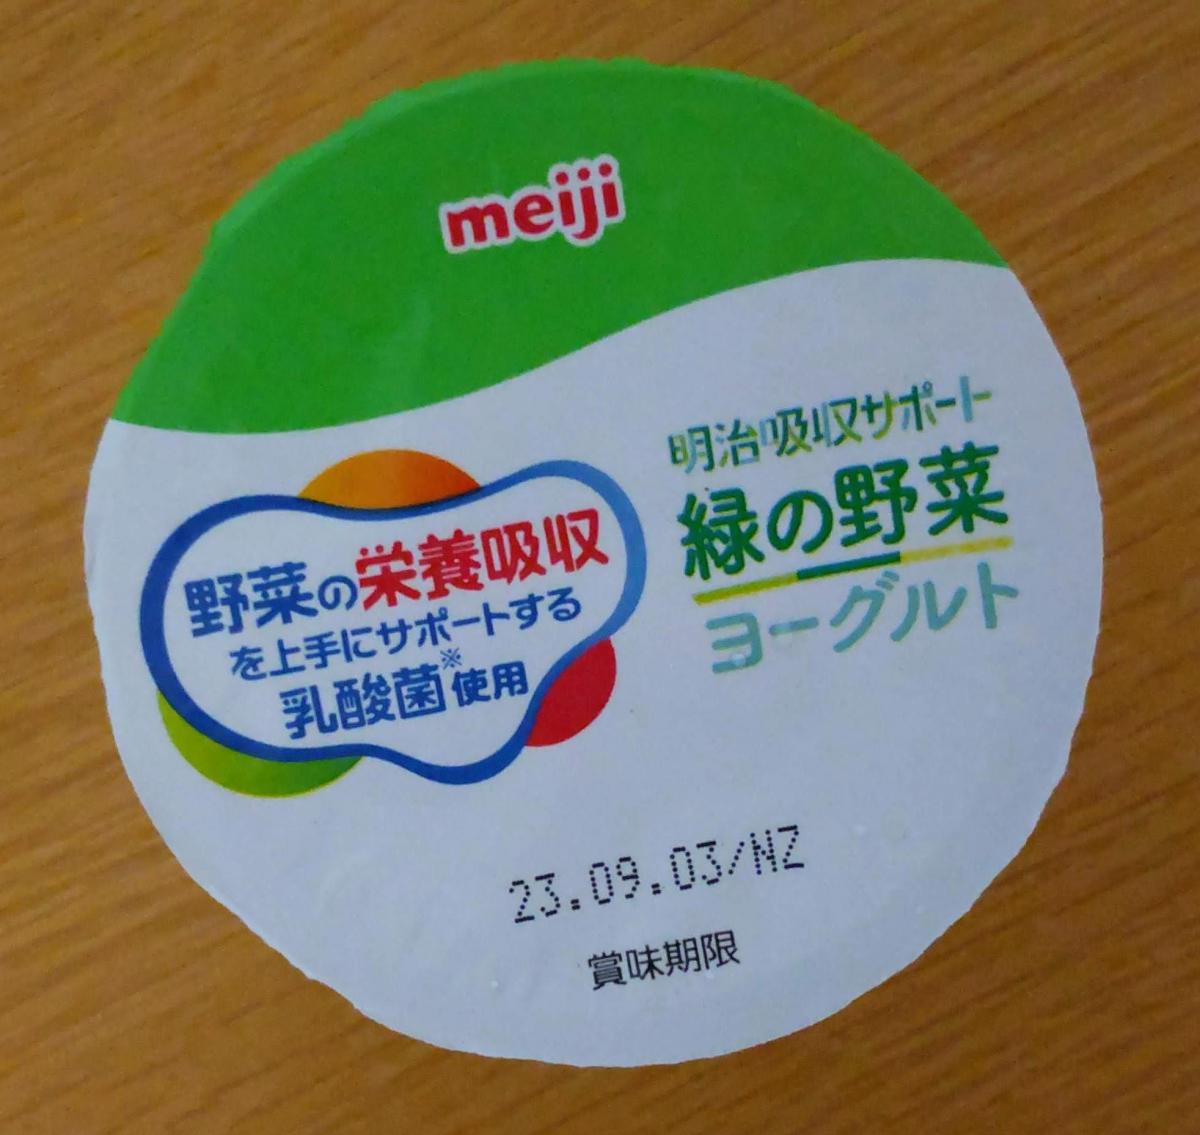 meiji
野菜の栄養吸収
を上手にサポートする
乳酸菌※使用
明治吸収サポート
緑の野菜
ヨーグルト
23.09.03/NZ
賞味期限